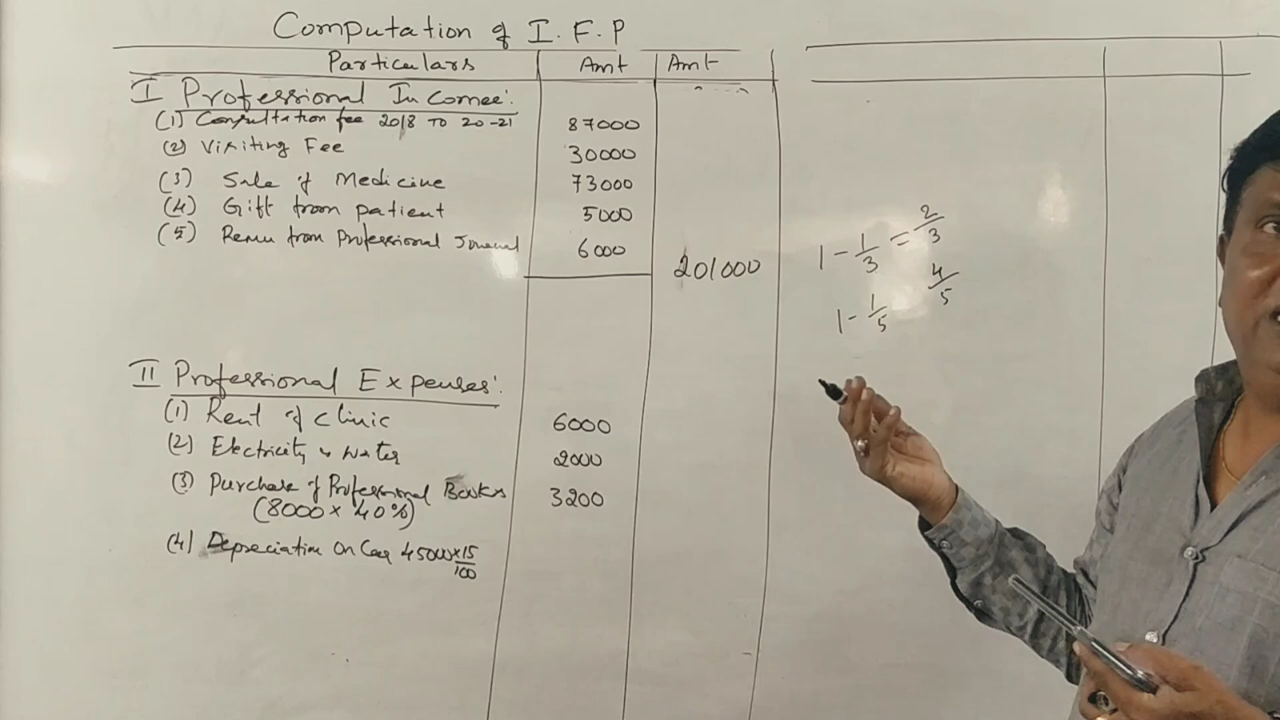 Computation of I.F.P
Particulars Amt Amt
I Professional Incomee:
(1) Consultation fee 2018 TO 20-21 87000
(2) Visiting Fee 30000
(3) Sale of Medicine 73000
(4) Gift from patient 5000
(5) Renu from Professional Journal 6000
201000
1 - 1/3 = 2/3
1 - 1/5 4/5
II Professional Expenses:
(1) Rent of Clinic 6000
(2) Electricity & Water 2000
(3) Purchase of Professional Books 3200
(8000 x 40%)
(4) Depreciation On Car 45000 x 15/100